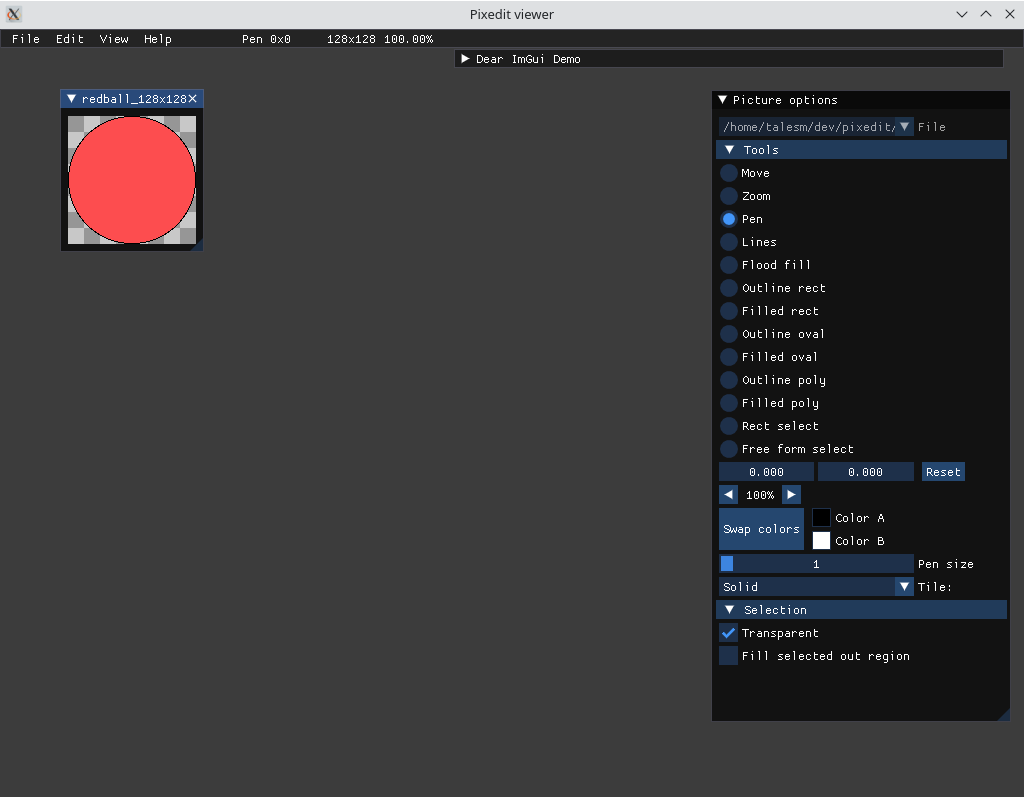 Pixedit viewer
File Edit View Help Pen 0x0 128x128 100.00%
Dear ImGui Demo
redball_128x128
Picture options
/home/talesm/dev/pixedit/ File
Tools
Move
Zoom
Pen
Lines
Flood fill
Outline rect
Filled rect
Outline oval
Filled oval
Outline poly
Filled poly
Rect select
Free form select
0.000 0.000 Reset
100%
Swap colors Color A
Color B
1 Pen size
Solid Tile:
Selection
Transparent
Fill selected out region